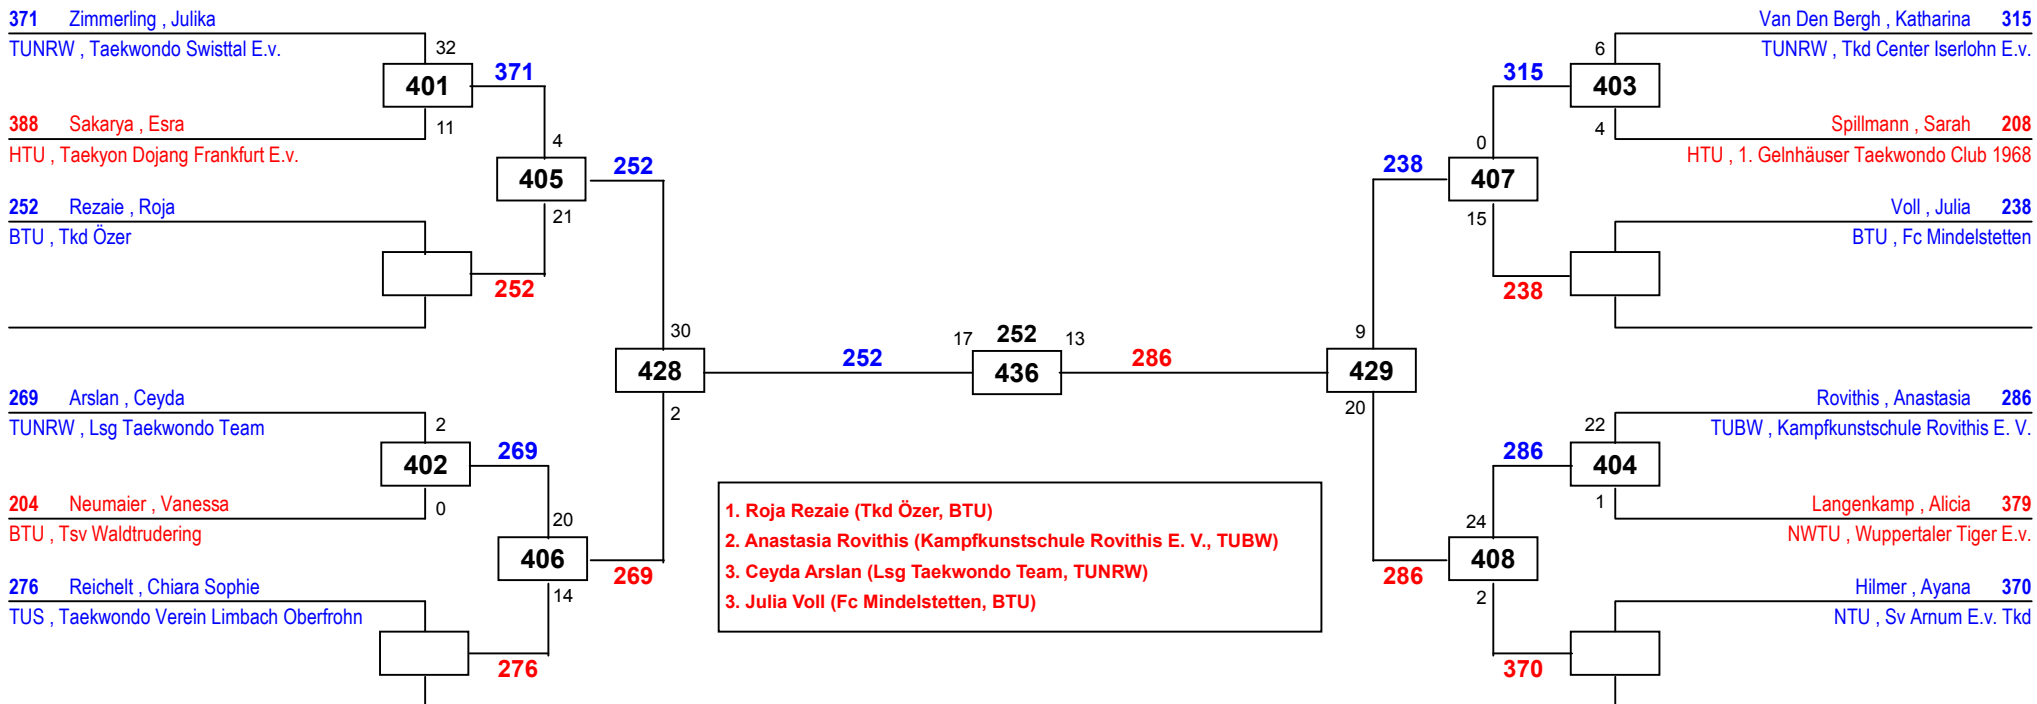 371 Zimmerling , Julika
TUNRW , Taekwondo Swisttal E.v.
32
401
371
11
388 Sakarya , Esra
HTU , Taekyon Dojang Frankfurt E.v.
4
405
252
21
252 Rezaie , Roja
BTU , Tkd Özer
252
30
428
252
2
269 Arslan , Ceyda
TUNRW , Lsg Taekwondo Team
2
402
269
0
204 Neumaier , Vanessa
BTU , Tsv Waldtrudering
20
406
269
14
276 Reichelt , Chiara Sophie
TUS , Taekwondo Verein Limbach Oberfrohn
276
17 252 13
436
286
1. Roja Rezaie (Tkd Özer, BTU)
2. Anastasia Rovithis (Kampfkunstschule Rovithis E. V., TUBW)
3. Ceyda Arslan (Lsg Taekwondo Team, TUNRW)
3. Julia Voll (Fc Mindelstetten, BTU)
Van Den Bergh , Katharina 315
TUNRW , Tkd Center Iserlohn E.v.
6
315
403
4
Spillmann , Sarah 208
HTU , 1. Gelnhäuser Taekwondo Club 1968
0
238
407
15
Voll , Julia 238
BTU , Fc Mindelstetten
238
9
429
20
Rovithis , Anastasia 286
TUBW , Kampfkunstschule Rovithis E. V.
22
286
404
1
Langenkamp , Alicia 379
NWTU , Wuppertaler Tiger E.v.
24
408
286
2
Hilmer , Ayana 370
NTU , Sv Arnum E.v. Tkd
370